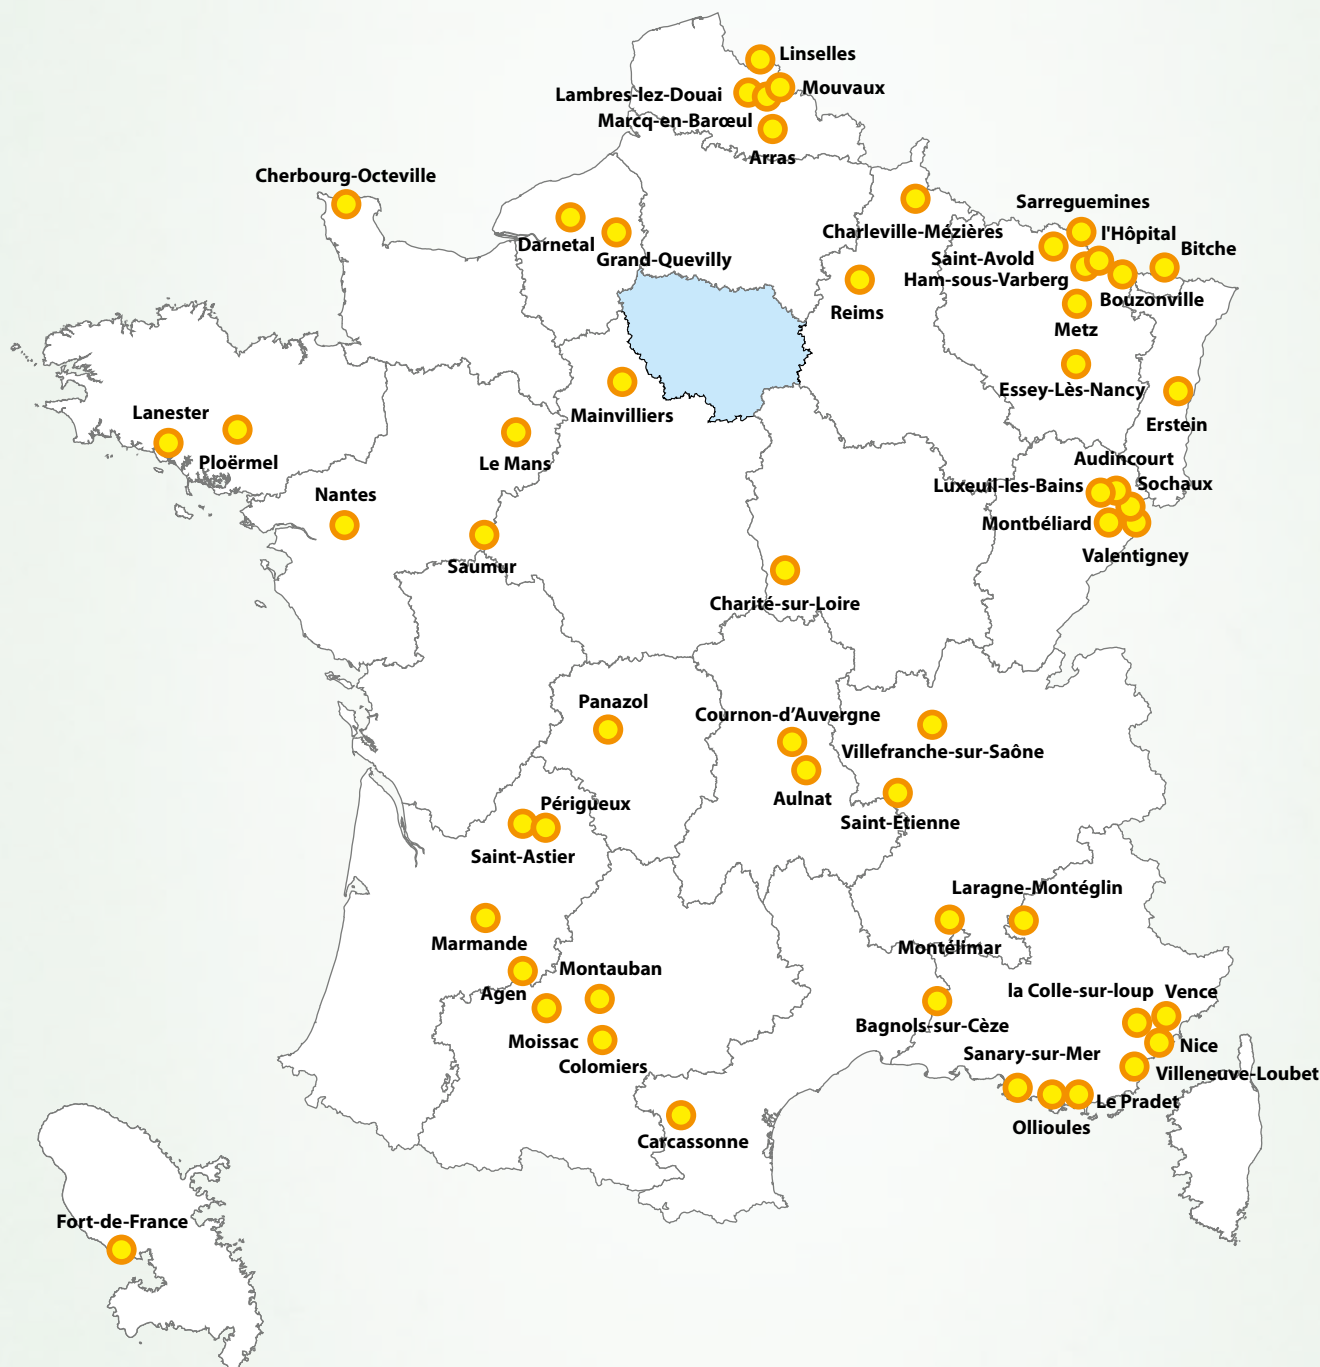 Linselles
Mouvaux
Lambres-lez-Douai
Marcq-en-Barœul
Arras
Cherbourg-Octeville
Darnetal
Grand-Quevilly
Charleville-Mézières
Reims
Sarreguemines
l'Hôpital
Bitche
Saint-Avold
Ham-sous-Varberg
Bouzonville
Metz
Essey-Lès-Nancy
Erstein
Mainvilliers
Lanester
Ploërmel
Le Mans
Nantes
Saumur
Audincourt
Luxeuil-les-Bains
Sochaux
Montbéliard
Valentigney
Charité-sur-Loire
Panazol
Cournon-d’Auvergne
Villefranche-sur-Saône
Aulnat
Saint-Etienne
Périgueux
Saint-Astier
Laragne-Montéglin
Montélimar
Marmande
Agen
Montauban
Moissac
Colomiers
la Colle-sur-loup
Vence
Bagnols-sur-Cèze
Nice
Sanary-sur-Mer
Villeneuve-Loubet
Le Pradet
Ollioules
Carcassonne
Fort-de-France